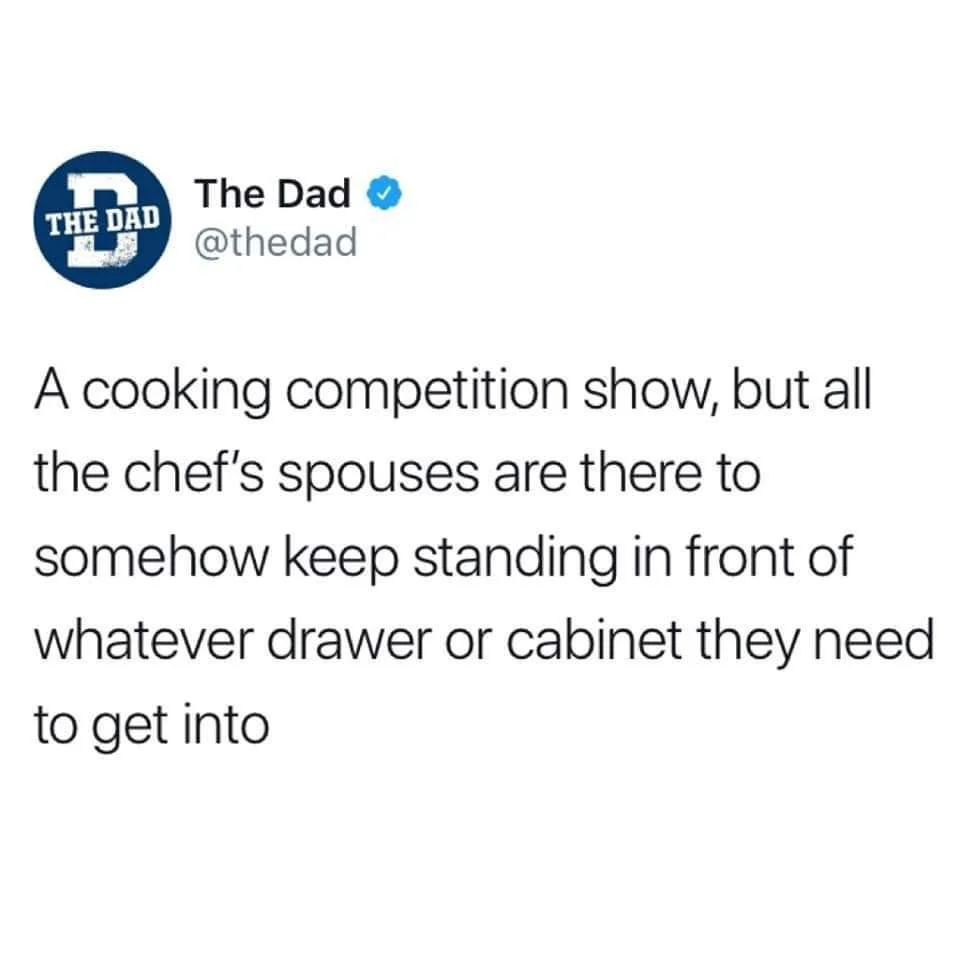 THE DAD
D
The Dad
@thedad
A cooking competition show, but all
the chef's spouses are there to
somehow keep standing in front of
whatever drawer or cabinet they need
to get into